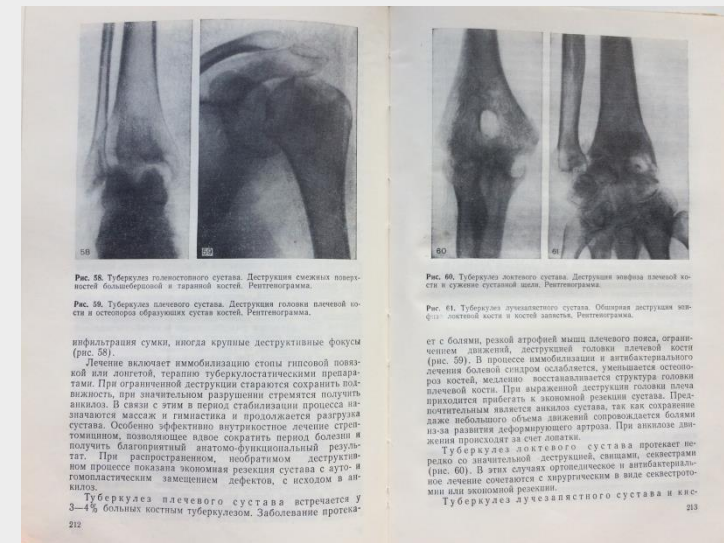 58
59
Рис. 58. Туберкулез голеностопного сустава. Деструкция смежных поверх-
ностей большеберцовой и таранной костей. Рентгенограмма.
Рис. 59. Туберкулез плечевого сустава. Деструкция головки плечевой ко-
сти и остеопороз образующих сустав костей. Рентгенограмма.
инфильтрация сумки, иногда крупные деструктивные фокусы
(рис. 58).
Лечение включает иммобилизацию стопы гипсовой повяз-
кой или лонгетой, терапию туберкулостатическими препара-
тами. При ограниченной деструкции стараются сохранить под-
вижность, при значительном разрушении стремятся получить
анкилоз. В связи с этим в период стабилизации процесса на-
значаются массаж и гимнастика и продолжается разгрузка
сустава. Особенно эффективно внутрикостное лечение стреп-
томицином, позволяющее вдвое сократить период болезни и
получить благоприятный анатомо-функциональный резуль-
тат. При распространенном, необратимом деструктив-
ном процессе показана экономная резекция сустава с ауто- и
гомопластическим замещением дефектов, с исходом в ан-
килоз.
Туберкулез плечевого сустава встречается у
3—4% больных костным туберкулезом. Заболевание протека-
212
60
61
Рис. 60. Туберкулез локтевого сустава. Деструкция эпифиза плечевой ко-
сти и сужение суставной щели. Рентгенограмма.
Рис. 61. Туберкулез лучезапястного сустава. Обширная деструкция эпи-
физа локтевой кости и костей запястья. Рентгенограмма.
ет с болями, резкой атрофией мышц плечевого пояса, ограни-
чением движений, деструкцией головки плечевой кости
(рис. 59). В процессе иммобилизации и антибактериального
лечения болевой синдром ослабляется, уменьшается остеопо-
роз костей, медленно восстанавливается структура головки
плечевой кости. При выраженной деструкции головки плеча
приходится прибегать к экономной резекции сустава. Пред-
почтительным является анкилоз сустава, так как сохранение
даже небольшого объема движений сопровождается болями
из-за развития деформирующего артроза. При анкилозе дви-
жения происходят за счет лопатки.
Туберкулез локтевого сустава протекает не-
редко со значительной деструкцией, свищами, секвестрами
(рис. 60). В этих случаях ортопедическое и антибактериаль-
ное лечение сочетаются с хирургическим в виде секвестрото-
мии или экономной резекции.
Туберкулез лучезапястного сустава и кис-
213